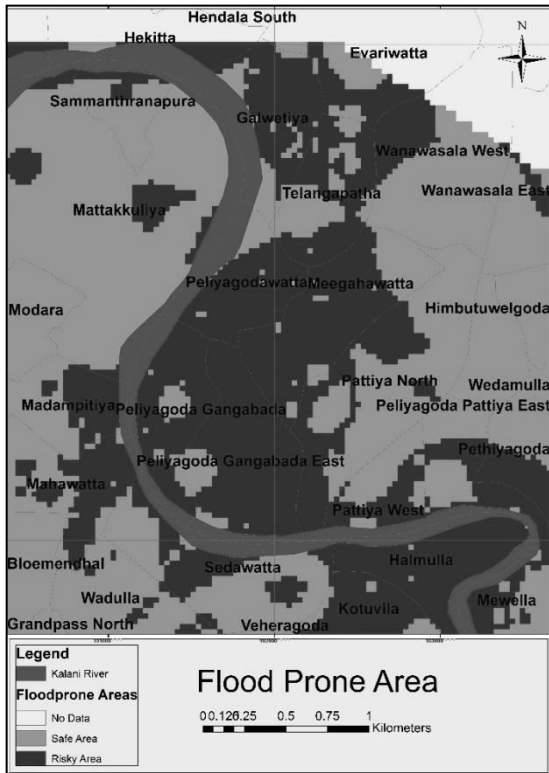 Hendala South
Hekitta
N
Evariwatta
Sammanthranapura
Galwetiya
Wanawasala West
Telangapatha
Wanawasala East
Mattakkuliya
Peliyagodawatta
Meegahawatta
Modara
Himbutuwelgoda
Pattiya North
Wedamulla
Madampitiya
Peliyagoda Gangabada
Peliyagoda Pattiya East
Pethiyagoda
Peliyagoda Gangabada East
Mahawatta
Pattiya West
Bloemendhal
Sedawatta
Halmulla
Wadulla
Kotuvila
Mewella
Grandpass North
Veheragoda
Legend
Kalani River
Floodprone Areas
No Data
Safe Area
Risky Area
Flood Prone Area
0 0.125 0.25 0.5 0.75 1
Kilometers